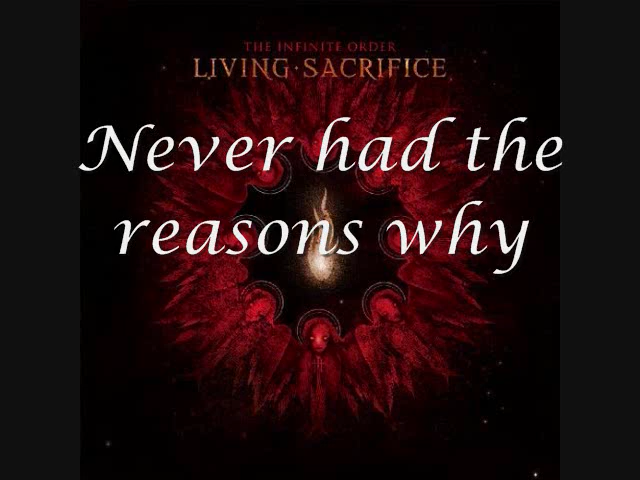 THE INFINITE ORDER
LIVING SACRIFICE
Never had the
reasons why